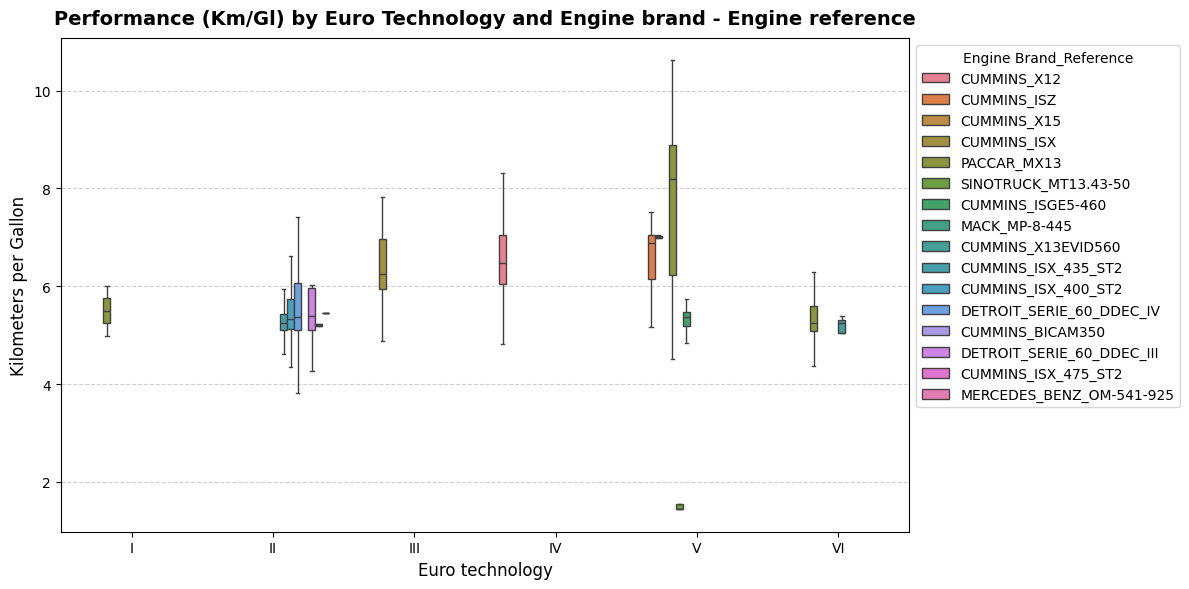 Performance (Km/Gl) by Euro Technology and Engine brand - Engine reference
Kilometers per Gallon
10
8
6
4
2
I
II
III
IV
V
VI
Euro technology
Engine Brand_Reference
CUMMINS_X12
CUMMINS_ISZ
CUMMINS_X15
CUMMINS_ISX
PACCAR_MX13
SINOTRUCK_MT13.43-50
CUMMINS_ISGE5-460
MACK_MP-8-445
CUMMINS_X13EVID560
CUMMINS_ISX_435_ST2
CUMMINS_ISX_400_ST2
DETROIT_SERIE_60_DDEC_IV
CUMMINS_BICAM350
DETROIT_SERIE_60_DDEC_III
CUMMINS_ISX_475_ST2
MERCEDES_BENZ_OM-541-925